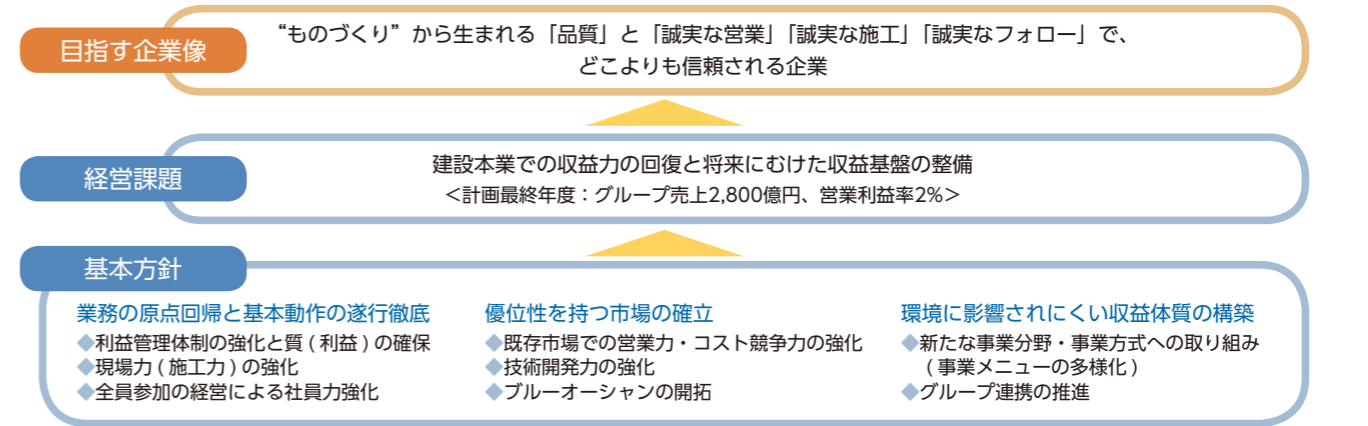 目指す企業像
“ものづくり”から生まれる「品質」と「誠実な営業」「誠実な施工」「誠実なフォロー」で、
どこよりも信頼される企業
経営課題
建設本業での収益力の回復と将来にむけた収益基盤の整備
＜計画最終年度：グループ売上2,800億円、営業利益率2%＞
基本方針
業務の原点回帰と基本動作の遂行徹底
◆利益管理体制の強化と質 ( 利益 ) の確保
◆現場力 ( 施工力 ) の強化
◆全員参加の経営による社員力強化
優位性を持つ市場の確立
◆既存市場での営業力・コスト競争力の強化
◆技術開発力の強化
◆ブルーオーシャンの開拓
環境に影響されにくい収益体質の構築
◆新たな事業分野・事業方式への取り組み
( 事業メニューの多様化 )
◆グループ連携の推進